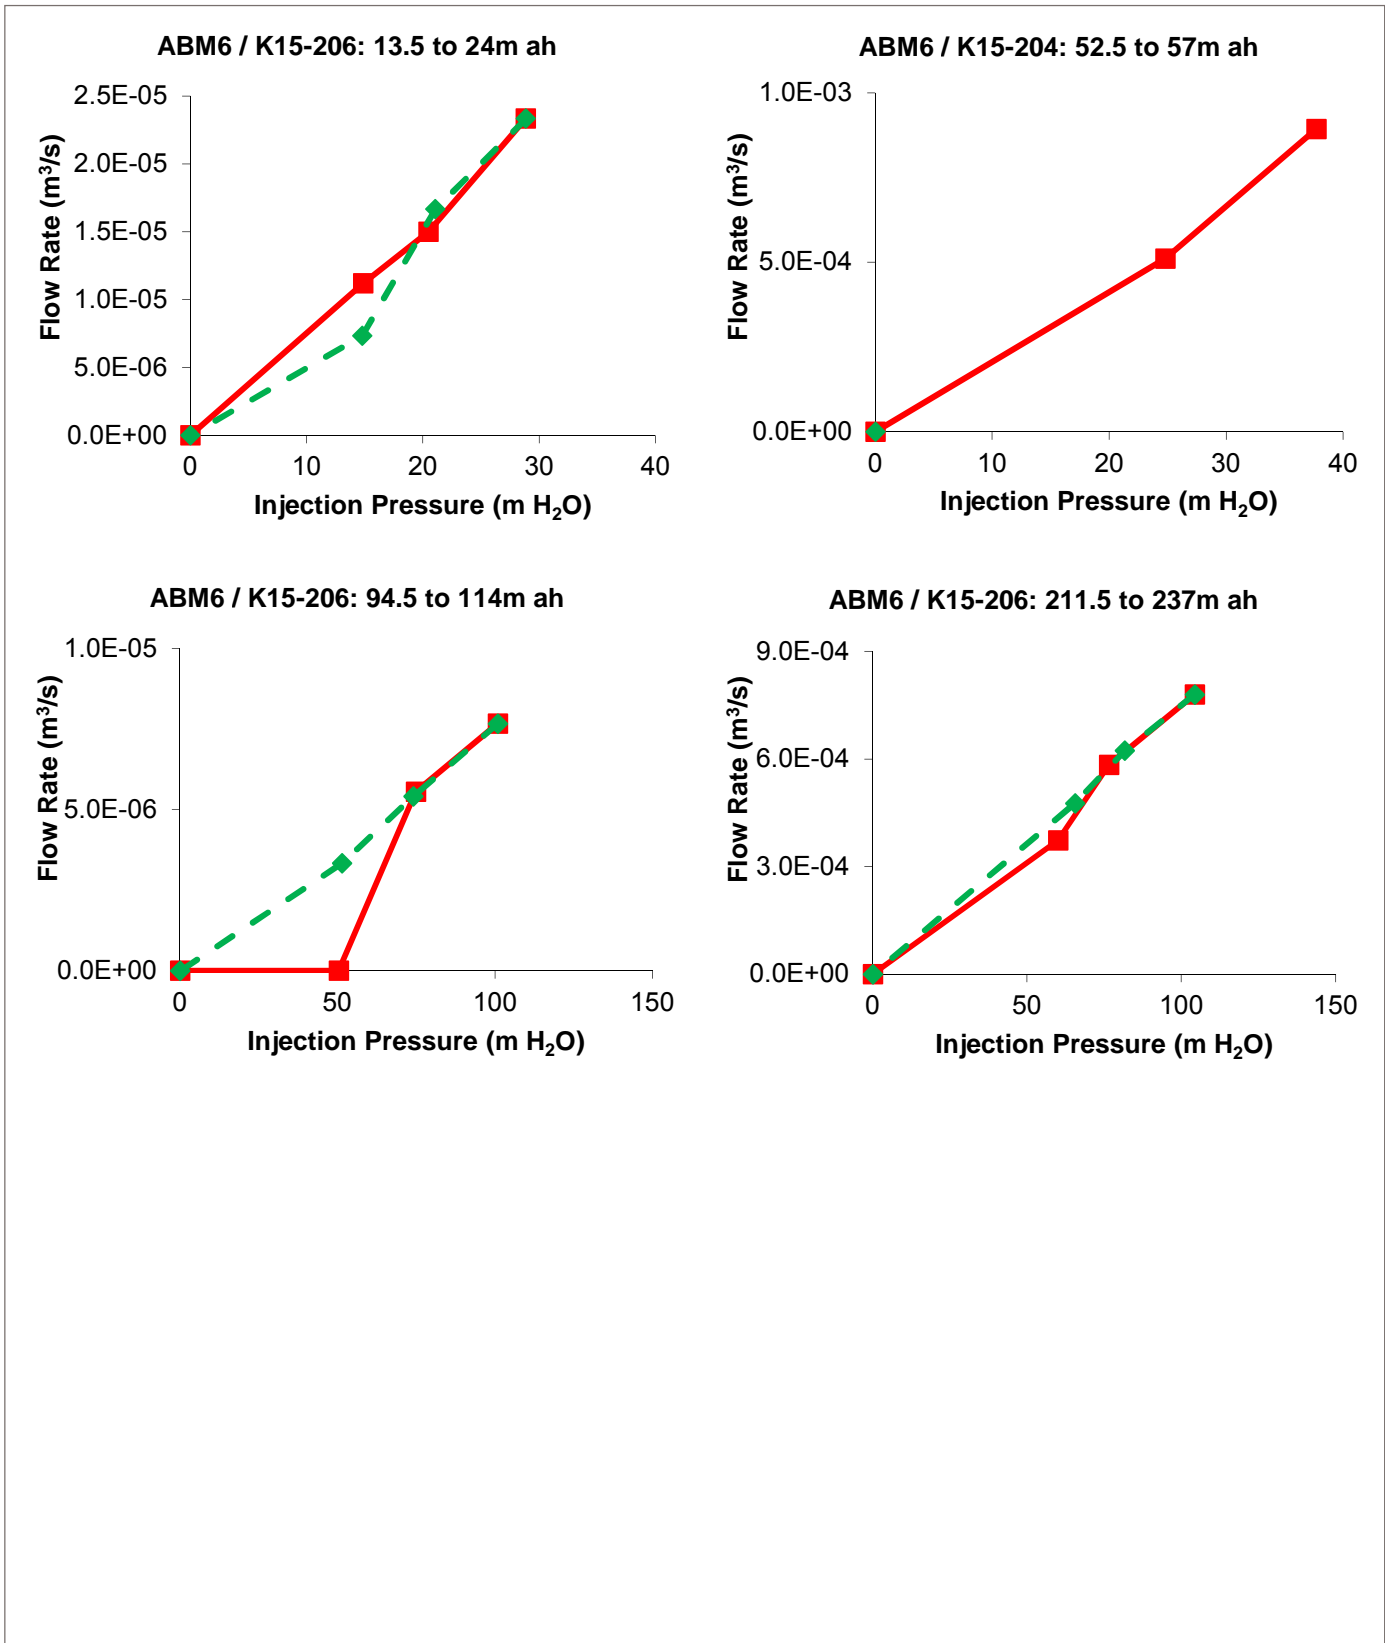 ABM6 / K15-206: 13.5 to 24m ah
2.5E-05
2.0E-05
1.5E-05
1.0E-05
5.0E-06
0.0E+00
Flow Rate (m³/s)
0 10 20 30 40
Injection Pressure (m H₂O)
ABM6 / K15-204: 52.5 to 57m ah
1.0E-03
5.0E-04
0.0E+00
Flow Rate (m³/s)
0 10 20 30 40
Injection Pressure (m H₂O)
ABM6 / K15-206: 94.5 to 114m ah
1.0E-05
5.0E-06
0.0E+00
Flow Rate (m³/s)
0 50 100 150
Injection Pressure (m H₂O)
ABM6 / K15-206: 211.5 to 237m ah
9.0E-04
6.0E-04
3.0E-04
0.0E+00
Flow Rate (m³/s)
0 50 100 150
Injection Pressure (m H₂O)